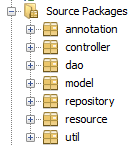 Source Packages
annotation
controller
dao
model
repository
resource
util